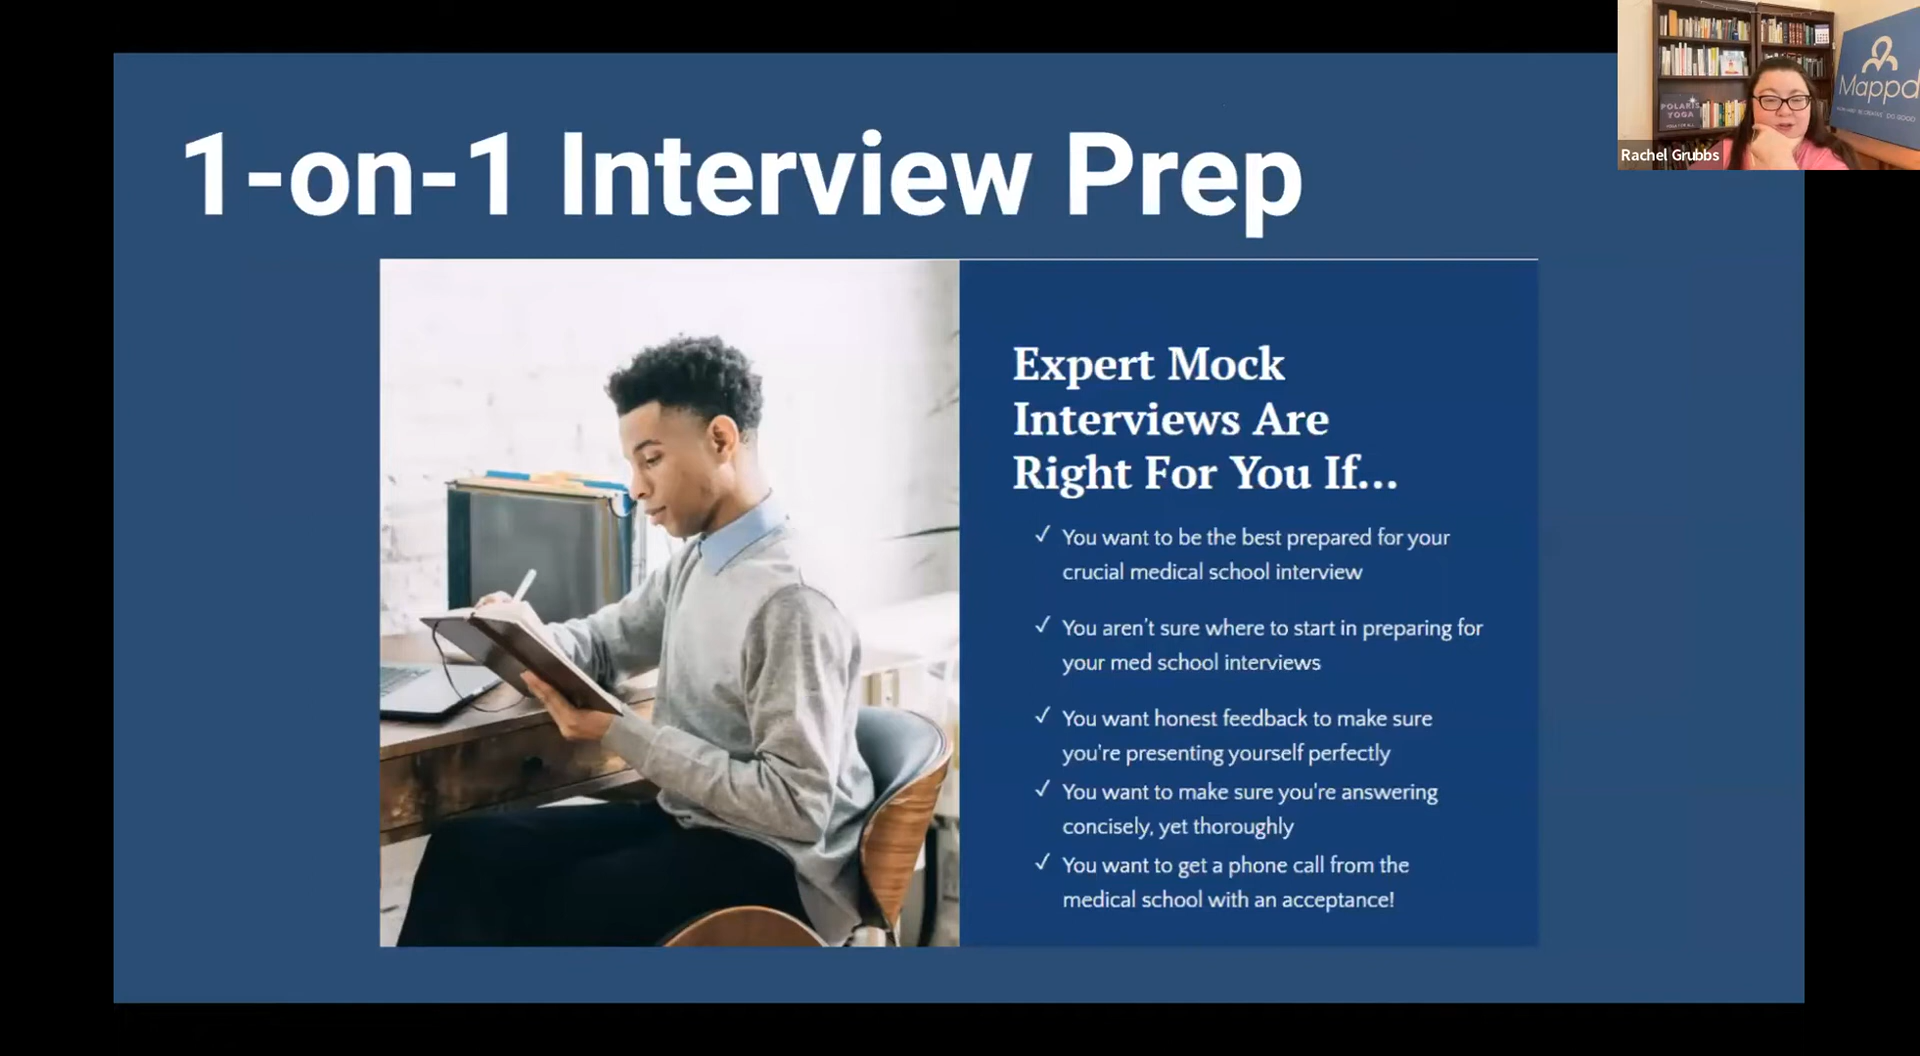 1-on-1 Interview Prep
Expert Mock
Interviews Are
Right For You If...
✓ You want to be the best prepared for your
crucial medical school interview
✓ You aren't sure where to start in preparing for
your med school interviews
✓ You want honest feedback to make sure
you're presenting yourself perfectly
✓ You want to make sure you're answering
concisely, yet thoroughly
✓ You want to get a phone call from the
medical school with an acceptance!
Mappd
POLARIS
YOGA
Rachel Grubbs